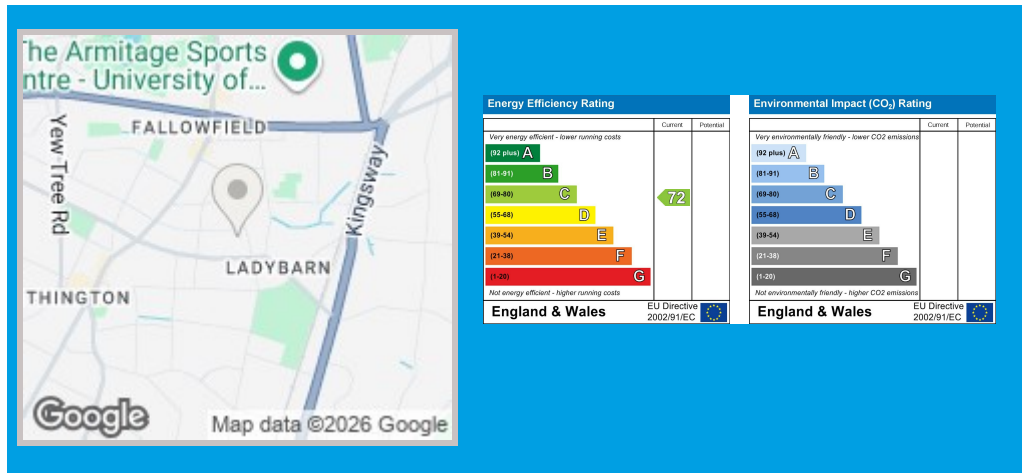 The Armitage Sports
ntre - University of...
FALLOWFIELD
Yew Tree Rd
Kingsway
LADYBARN
THINGTON
Google
Map data ©2026 Google
Energy Efficiency Rating
Current Potential
Very energy efficient - lower running costs
(92 plus) A
(81-91) B
(69-80) C
72
(55-68) D
(39-54) E
(21-38) F
(1-20) G
Not energy efficient - higher running costs
England & Wales
EU Directive
2002/91/EC
Environmental Impact (CO₂) Rating
Current Potential
Very environmentally friendly - lower CO2 emissions
(92 plus) A
(81-91) B
(69-80) C
(55-68) D
(39-54) E
(21-38) F
(1-20) G
Not environmentally friendly - higher CO2 emissions
England & Wales
EU Directive
2002/91/EC